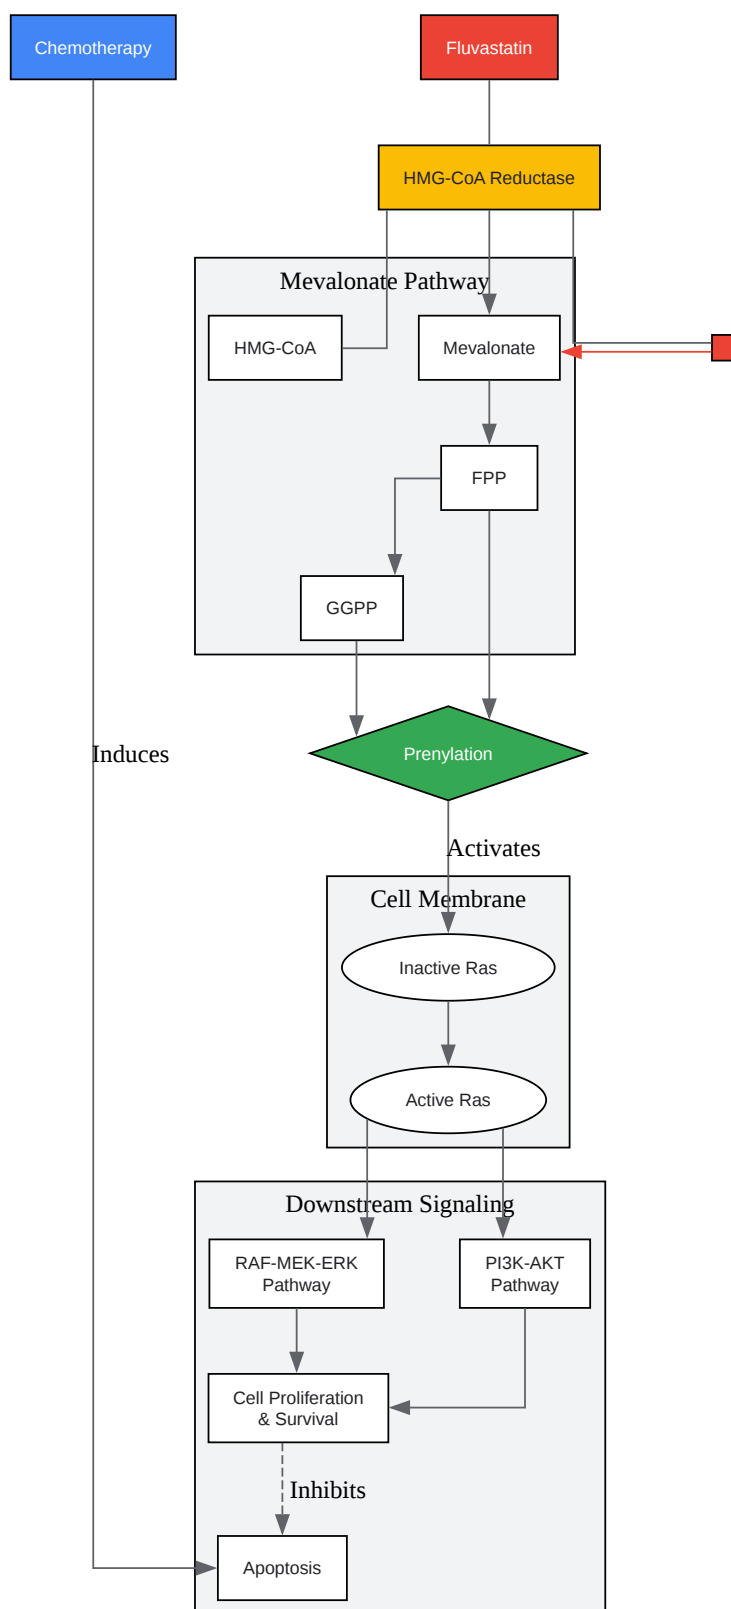 Chemotherapy
Fluvastatin
HMG-CoA Reductase
Mevalonate Pathway
HMG-CoA
Mevalonate
FPP
GGPP
Prenylation
Induces
Activates
Cell Membrane
Inactive Ras
Active Ras
Downstream Signaling
RAF-MEK-ERK
Pathway
PI3K-AKT
Pathway
Cell Proliferation
& Survival
Inhibits
Apoptosis